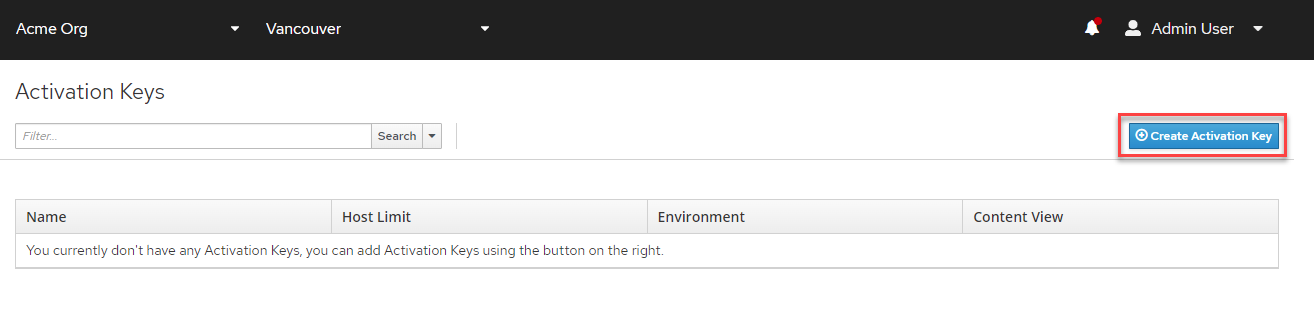 Acme Org Vancouver Admin User
Activation Keys
Filter... Search Create Activation Key
Name Host Limit Environment Content View
You currently don't have any Activation Keys, you can add Activation Keys using the button on the right.